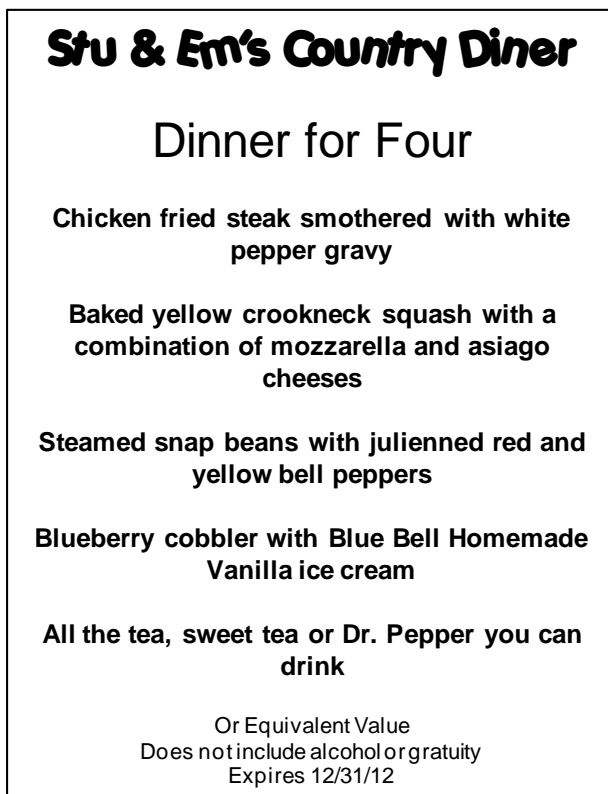 Stu & Em's Country Diner
Dinner for Four
Chicken fried steak smothered with white
pepper gravy
Baked yellow crookneck squash with a
combination of mozzarella and asiago
cheeses
Steamed snap beans with julienned red and
yellow bell peppers
Blueberry cobbler with Blue Bell Homemade
Vanilla ice cream
All the tea, sweet tea or Dr. Pepper you can
drink
Or Equivalent Value
Does not include alcohol or gratuity
Expires 12/31/12